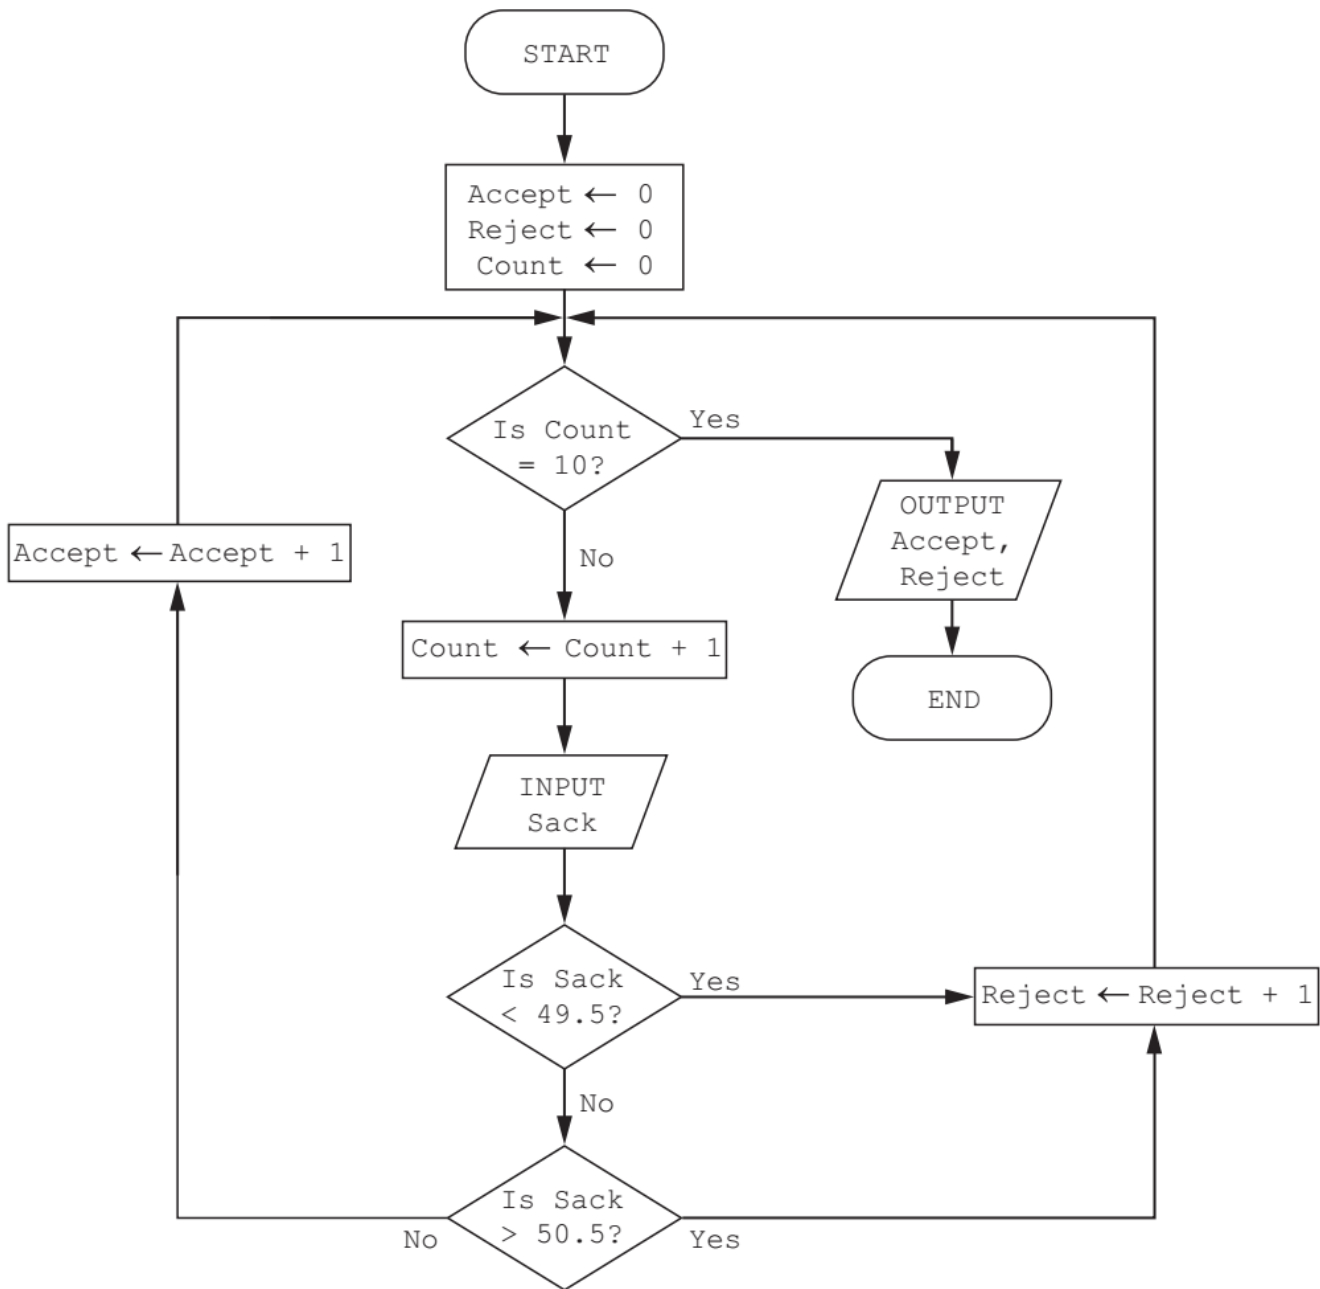 START
Accept ← 0
Reject ← 0
Count ← 0
Is Count
= 10?
Yes
OUTPUT
Accept,
Reject
END
No
Accept ← Accept + 1
Count ← Count + 1
INPUT
Sack
Is Sack
< 49.5?
Yes
Reject ← Reject + 1
No
Is Sack
> 50.5?
No
Yes